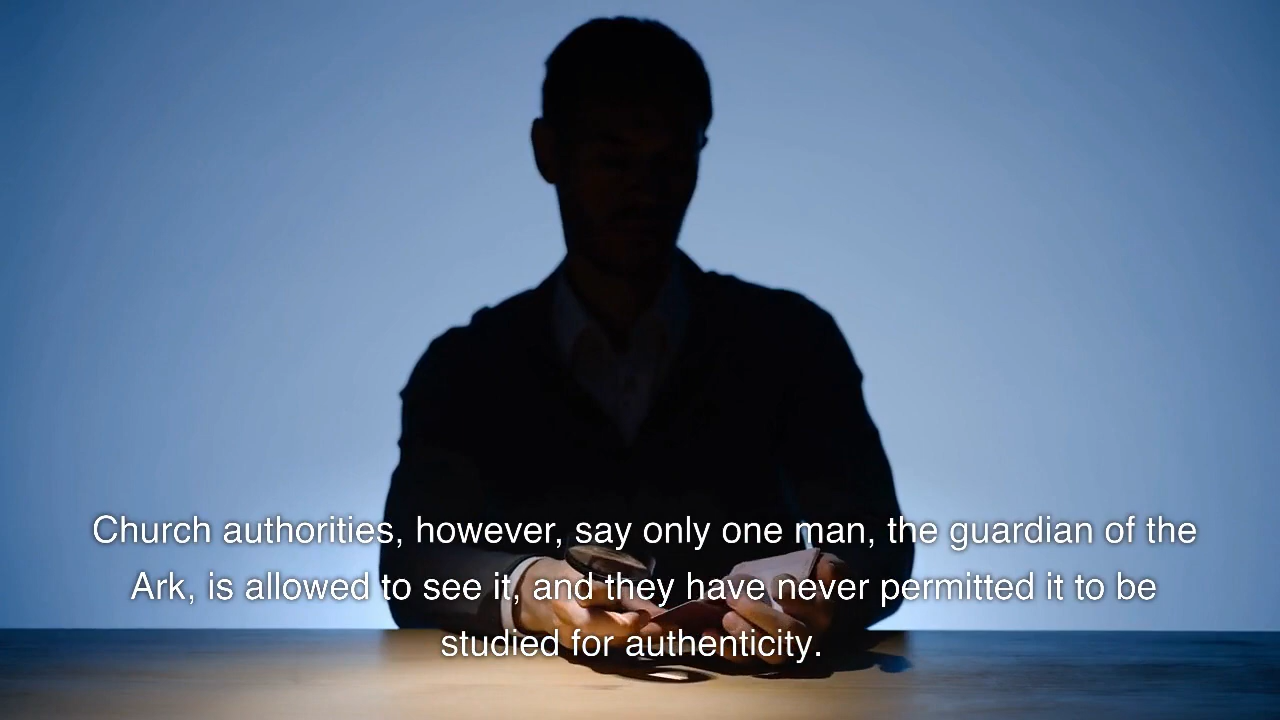 Church authorities, however, say only one man, the guardian of the
Ark, is allowed to see it, and they have never permitted it to be
studied for authenticity.